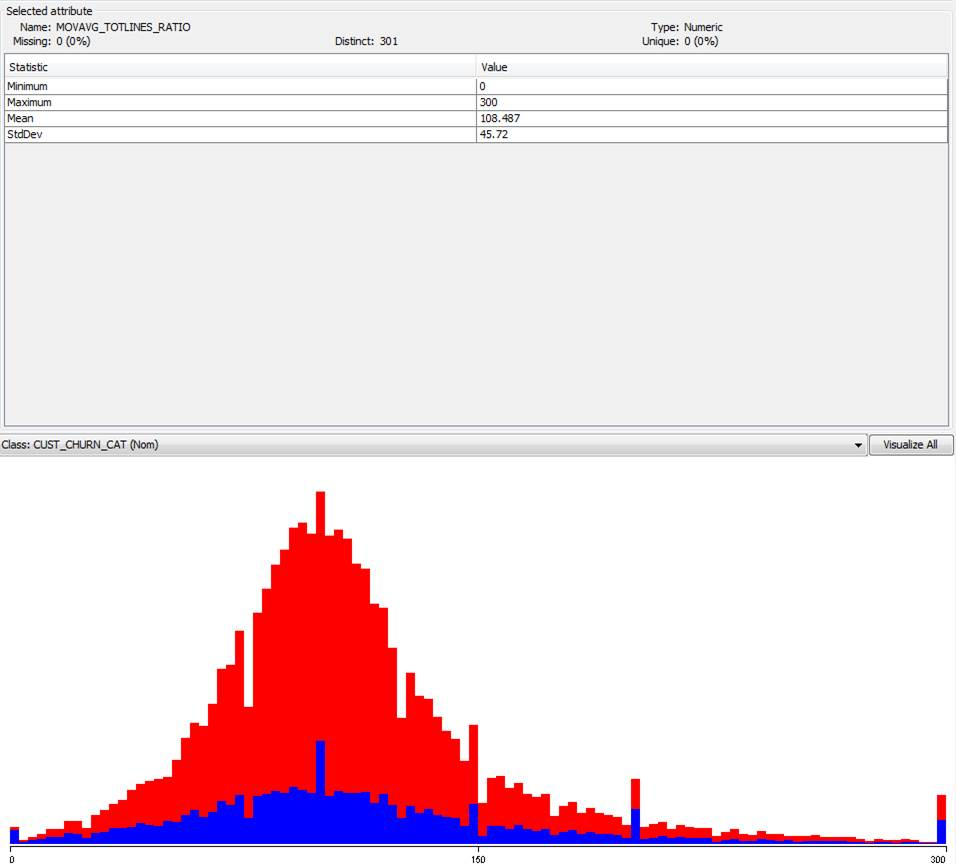 Selected attribute
Name: MOVAVG_TOTLINES_RATIO Type: Numeric
Missing: 0 (0%) Distinct: 301 Unique: 0 (0%)
Statistic Value
Minimum 0
Maximum 300
Mean 108.487
StdDev 45.72
Class: CUST_CHURN_CAT (Nom) Visualize All
0 150 300